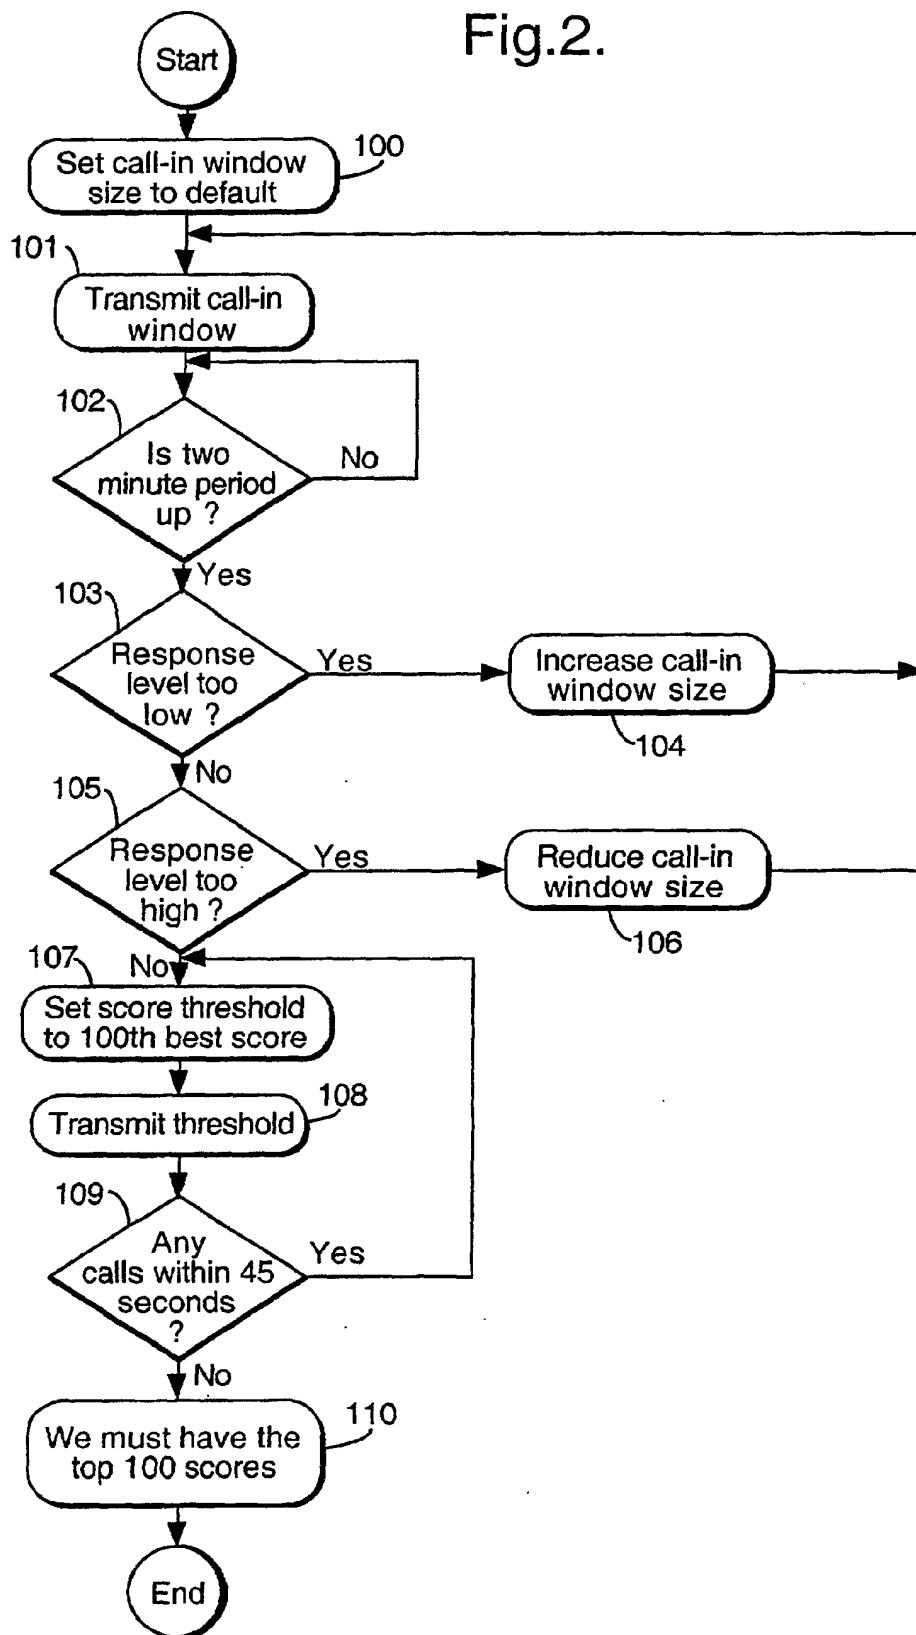 Fig.2.
Start
100
Set call-in window
size to default
101
Transmit call-in
window
102
Is two
minute period
up ?
No
Yes
103
Response
level too
low ?
Yes
Increase call-in
window size
104
No
105
Response
level too
high ?
Yes
Reduce call-in
window size
106
107
No
Set score threshold
to 100th best score
108
Transmit threshold
109
Any
calls within 45
seconds
?
Yes
No
110
We must have the
top 100 scores
End